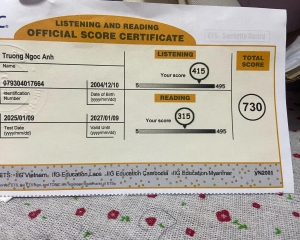 LISTENING AND READING
OFFICIAL SCORE CERTIFICATE
Truong Ngoc Anh
Name
079304017664
Identification
Number
2004/12/10
Date of Birth
(yyyy/mm/dd)
2025/01/09
Test Date
(yyyy/mm/dd)
2027/01/09
Valid Until
(yyyy/mm/dd)
LISTENING
Your score
415
5
495
READING
Your score
315
5
495
TOTAL
SCORE
730
IIG Vietnam, IIG Education Laos, IIG Education Cambodia, IIG Education Myanmar